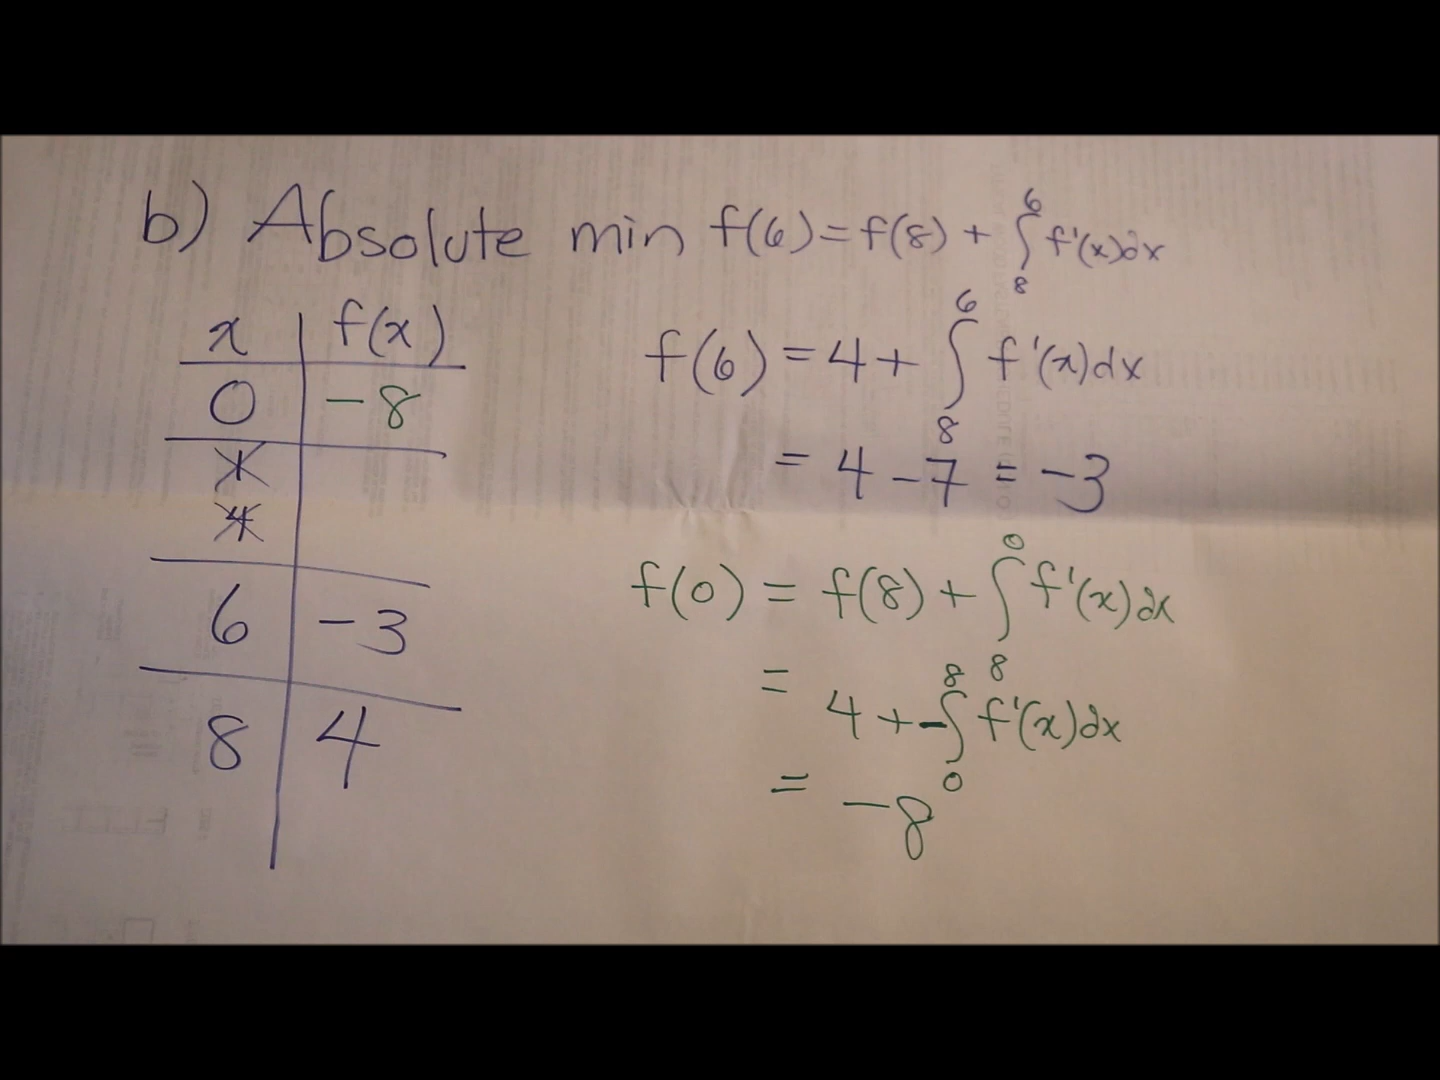 b) Absolute min f(6) = f(8) + ∫₈⁶ f'(x)dx
x | f(x)
0 | -8
6 | -3
8 | 4
f(6) = 4 + ∫₈⁶ f'(x)dx
= 4 - 7 = -3
f(0) = f(8) + ∫₈⁰ f'(x)dx
= 4 + -∫₀⁸ f'(x)dx
= -8